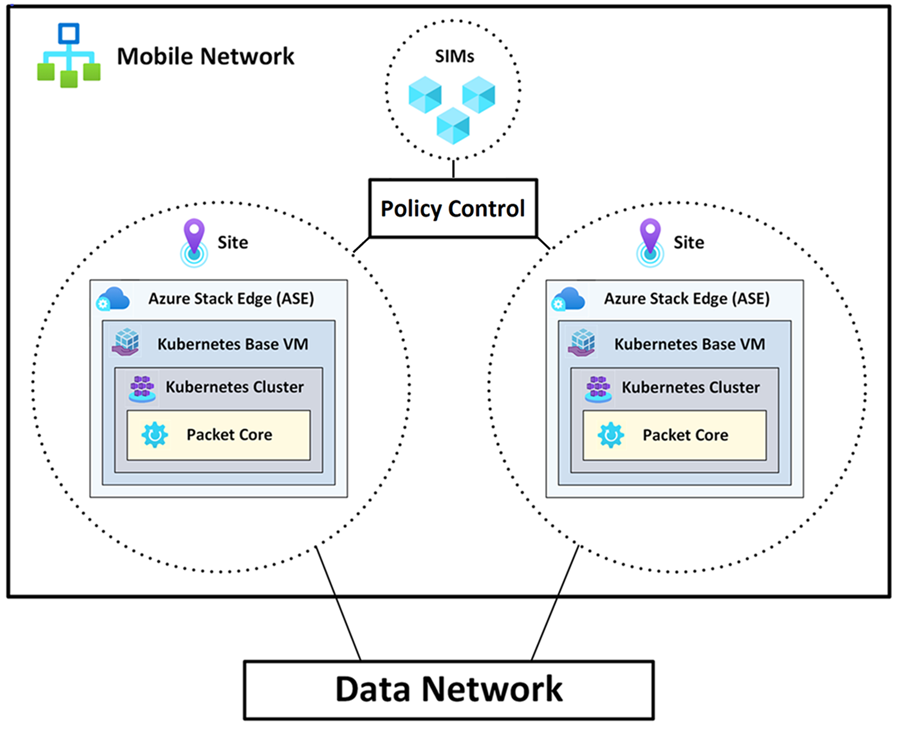 Mobile Network
SIMs
Policy Control
Site
Azure Stack Edge (ASE)
Kubernetes Base VM
Kubernetes Cluster
Packet Core
Site
Azure Stack Edge (ASE)
Kubernetes Base VM
Kubernetes Cluster
Packet Core
Data Network